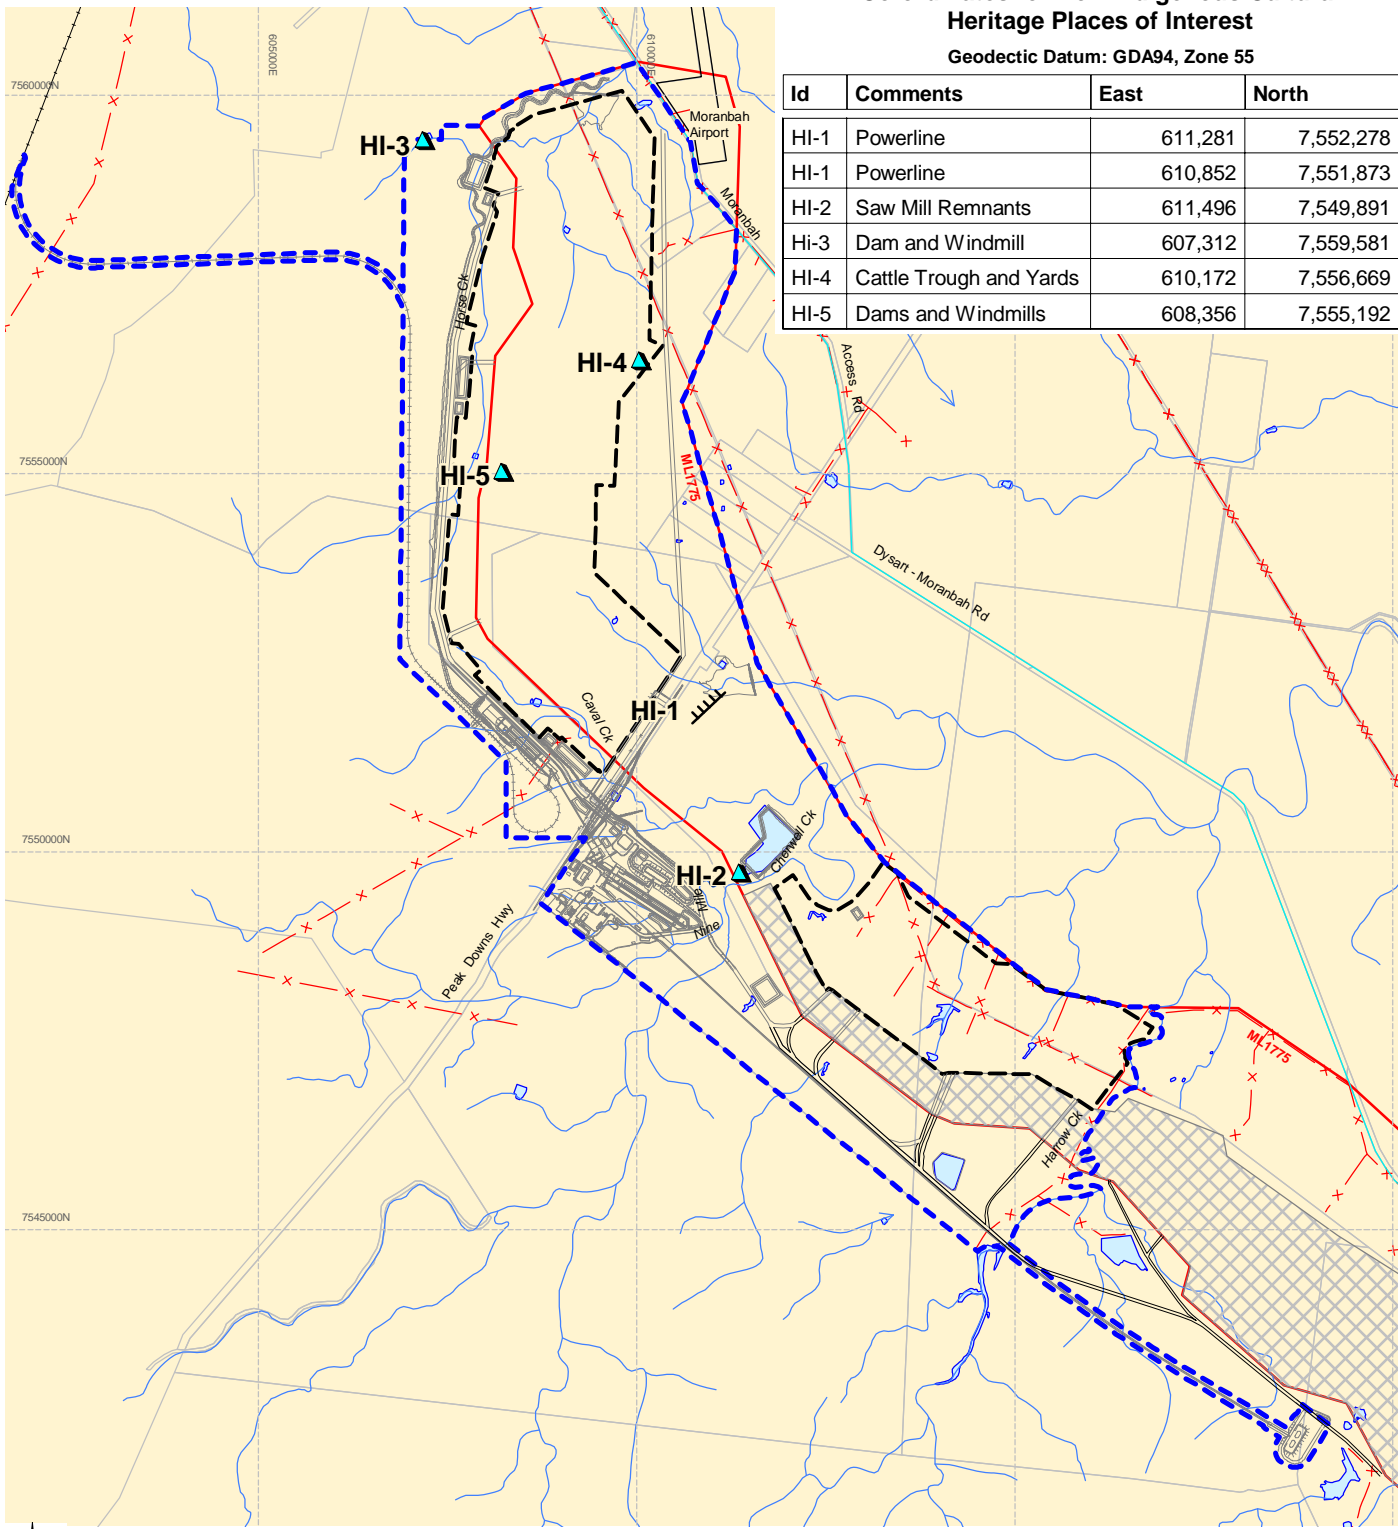 Heritage Places of Interest
Geodectic Datum: GDA94, Zone 55
Id Comments East North
HI-1 Powerline 611,281 7,552,278
HI-1 Powerline 610,852 7,551,873
HI-2 Saw Mill Remnants 611,496 7,549,891
Hi-3 Dam and Windmill 607,312 7,559,581
HI-4 Cattle Trough and Yards 610,172 7,556,669
HI-5 Dams and Windmills 608,356 7,555,192
605000E
610000E
7560000N
Moranbah
Airport
HI-3
Moranbah
Horse Ck
HI-4
Access Rd
HI-5
7555000N
ML1775
Dysart - Moranbah Rd
Caval Ck
HI-1
7550000N
Cherwell Ck
HI-2
Mile
Nine
Peak Downs Hwy
ML1775
Harrow Ck
7545000N